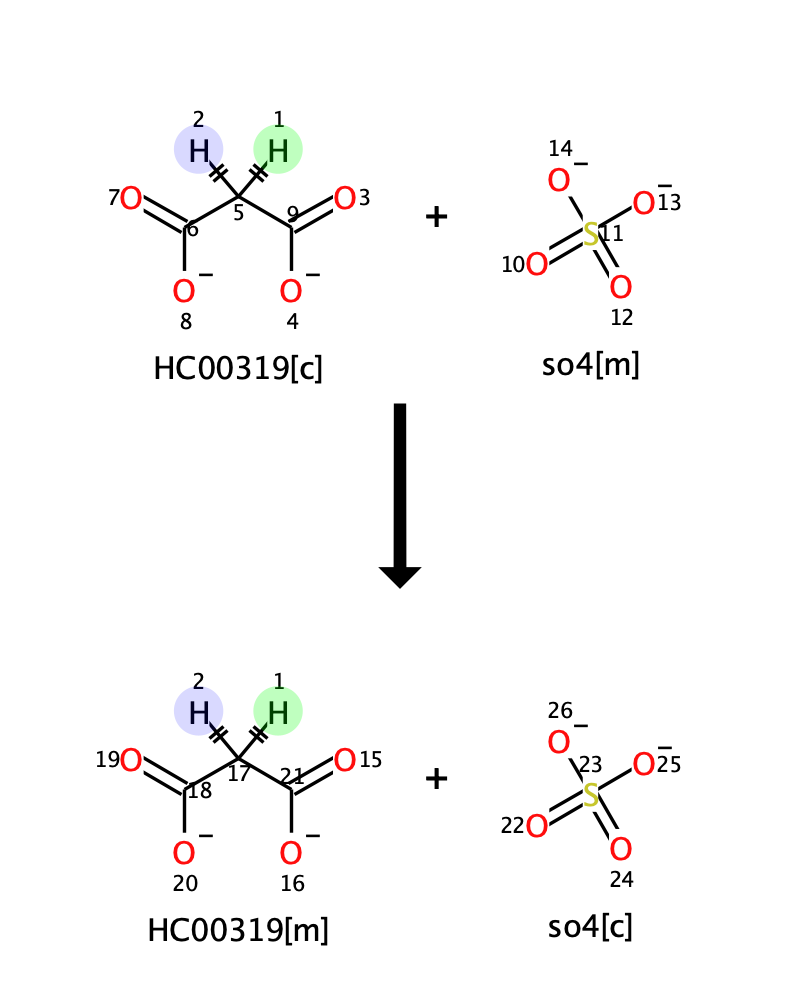 2 1
H H
7 O 5 9 O 3
6
O⁻ O⁻
8 4
HC00319[c]
+
14
O⁻ O⁻ 13
S 11
10 O O
12
so4[m]
2 1
H H
19 O 17 21 O 15
18
O⁻ O⁻
20 16
HC00319[m]
+
26
O⁻ 23 O⁻ 25
S
22 O O
24
so4[c]